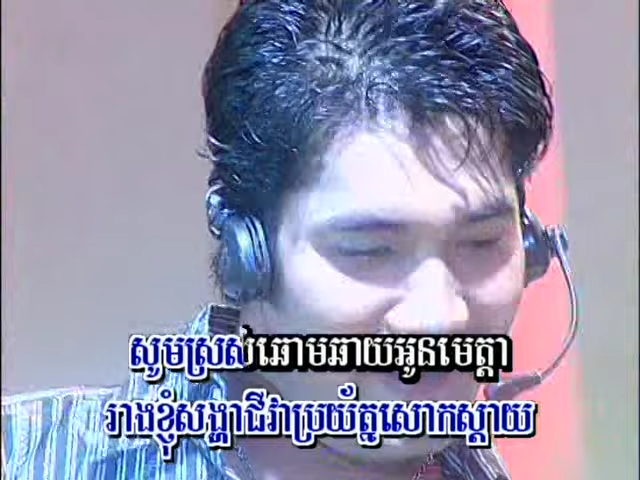 សូមស្រស់ឆោមឆាយអូនមេត្តា
រាងខ្ញុំសង្ហាជីវាប្រយ័ត្នសោកស្ដាយ